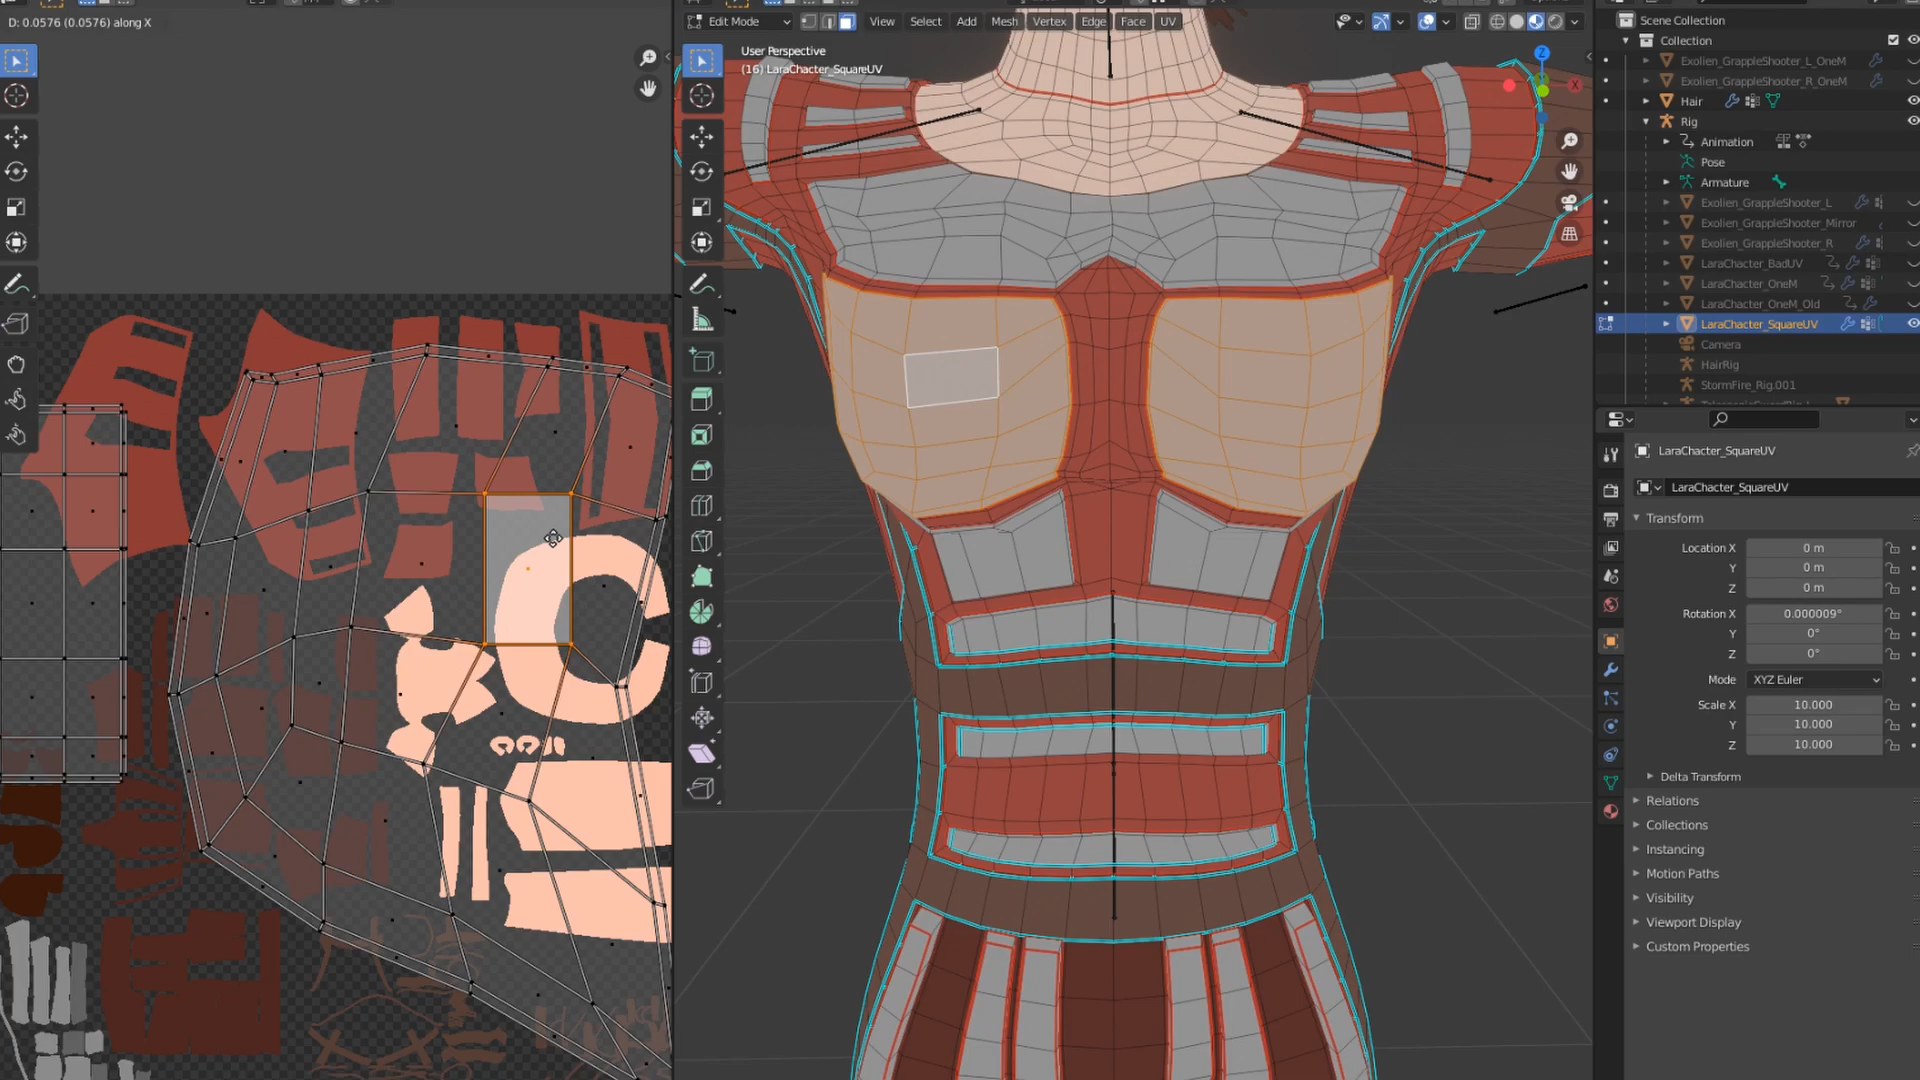 D: 0.0576 (0.0576) along X
Edit Mode
View
Select
Add
Mesh
Vertex
Edge
Face
UV
User Perspective
(16) LaraChacter_SquareUV
Z
X
Scene Collection
Collection
Exolien_GrappleShooter_L_OneM
Exolien_GrappleShooter_R_OneM
Hair
Rig
Animation
Pose
Armature
Exolien_GrappleShooter_L
Exolien_GrappleShooter_Mirror
Exolien_GrappleShooter_R
LaraChacter_BadUV
LaraChacter_OneM
LaraChacter_OneM_Old
LaraChacter_SquareUV
Camera
HairRig
StormFire_Rig.001
LaraChacter_SquareUV
LaraChacter_SquareUV
Transform
Location X 0 m
Y 0 m
Z 0 m
Rotation X 0.000009°
Y 0°
Z 0°
Mode XYZ Euler
Scale X 10.000
Y 10.000
Z 10.000
Delta Transform
Relations
Collections
Instancing
Motion Paths
Visibility
Viewport Display
Custom Properties